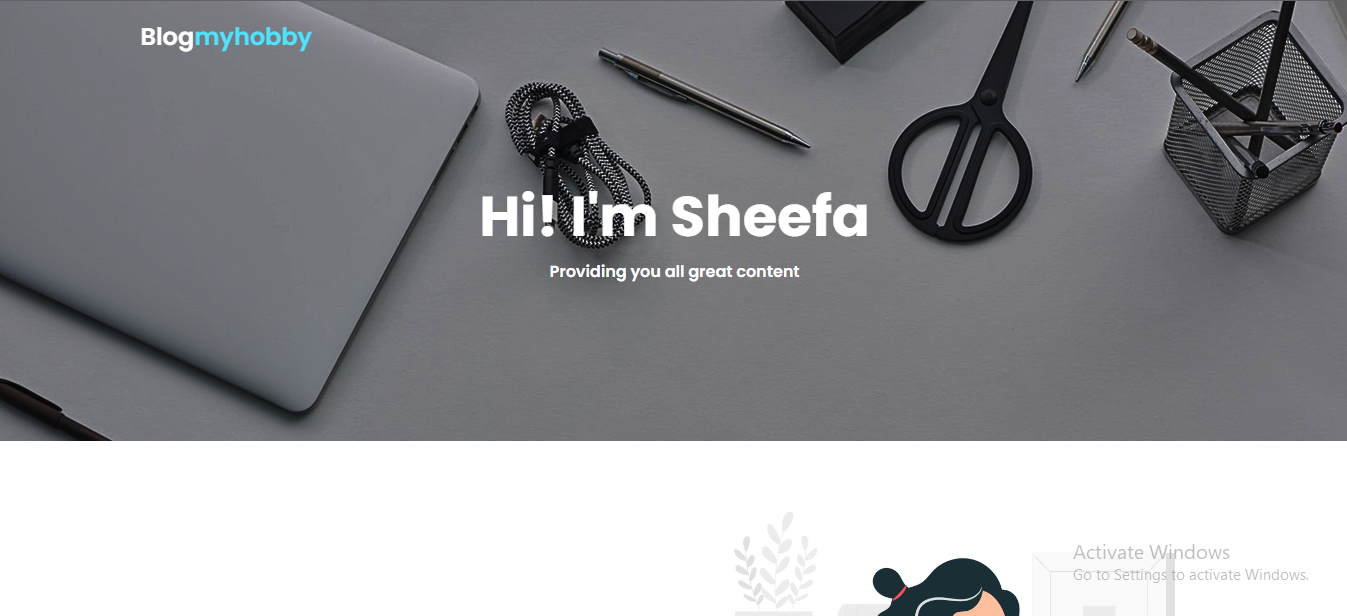 Blogmyhobby
Hi! I'm Sheefa
Providing you all great content
Activate Windows
Go to Settings to activate Windows.